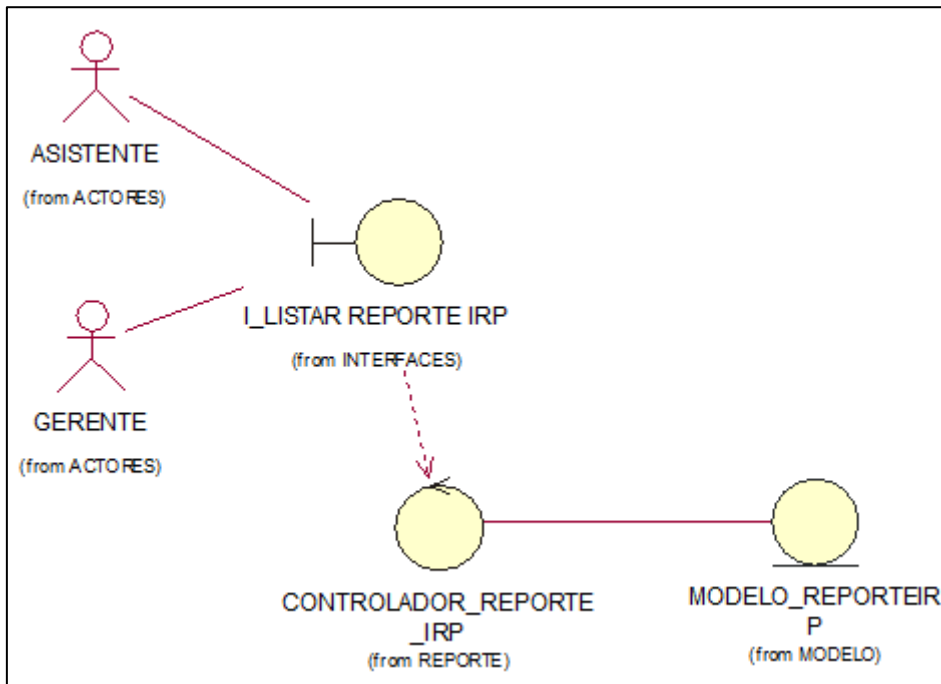 ASISTENTE
(from ACTORES)
I_LISTAR REPORTE IRP
(from INTERFACES)
GERENTE
(from ACTORES)
CONTROLADOR_REPORTE
_IRP
(from REPORTE)
MODELO_REPORTEIR
P
(from MODELO)